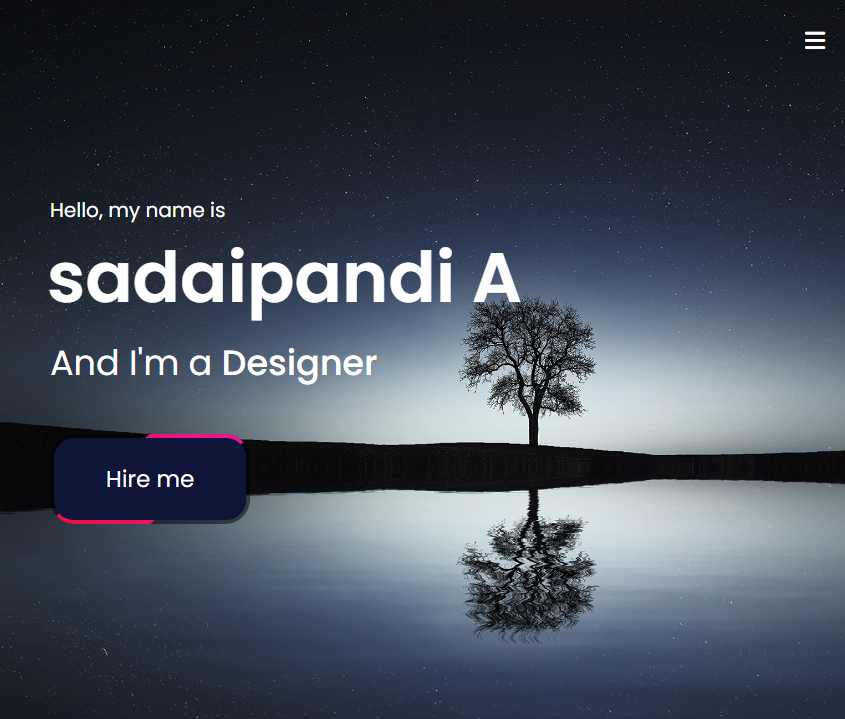 Hello, my name is
sadaipandi A
And I'm a Designer
Hire me